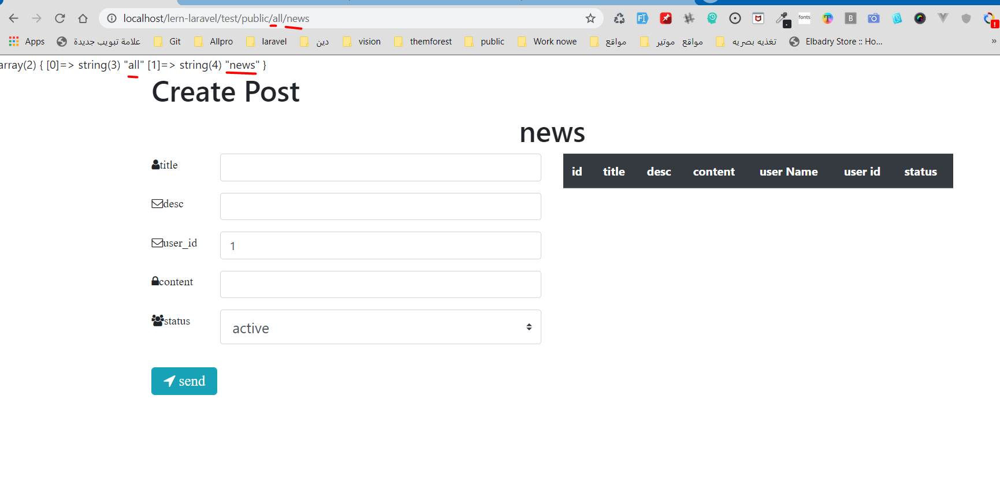 localhost/lern-laravel/test/public/all/news
fonts
Apps علامة تبويب جديدة Git Allpro laravel دين vision themforest public Work nowe مواقع مواقع موتير تغذيه بصريه Elbadry Store :: Ho... »
array(2) { [0]=> string(3) "all" [1]=> string(4) "news" }
Create Post
news
title
id title desc content user Name user id status
desc
user_id 1
content
status active
send